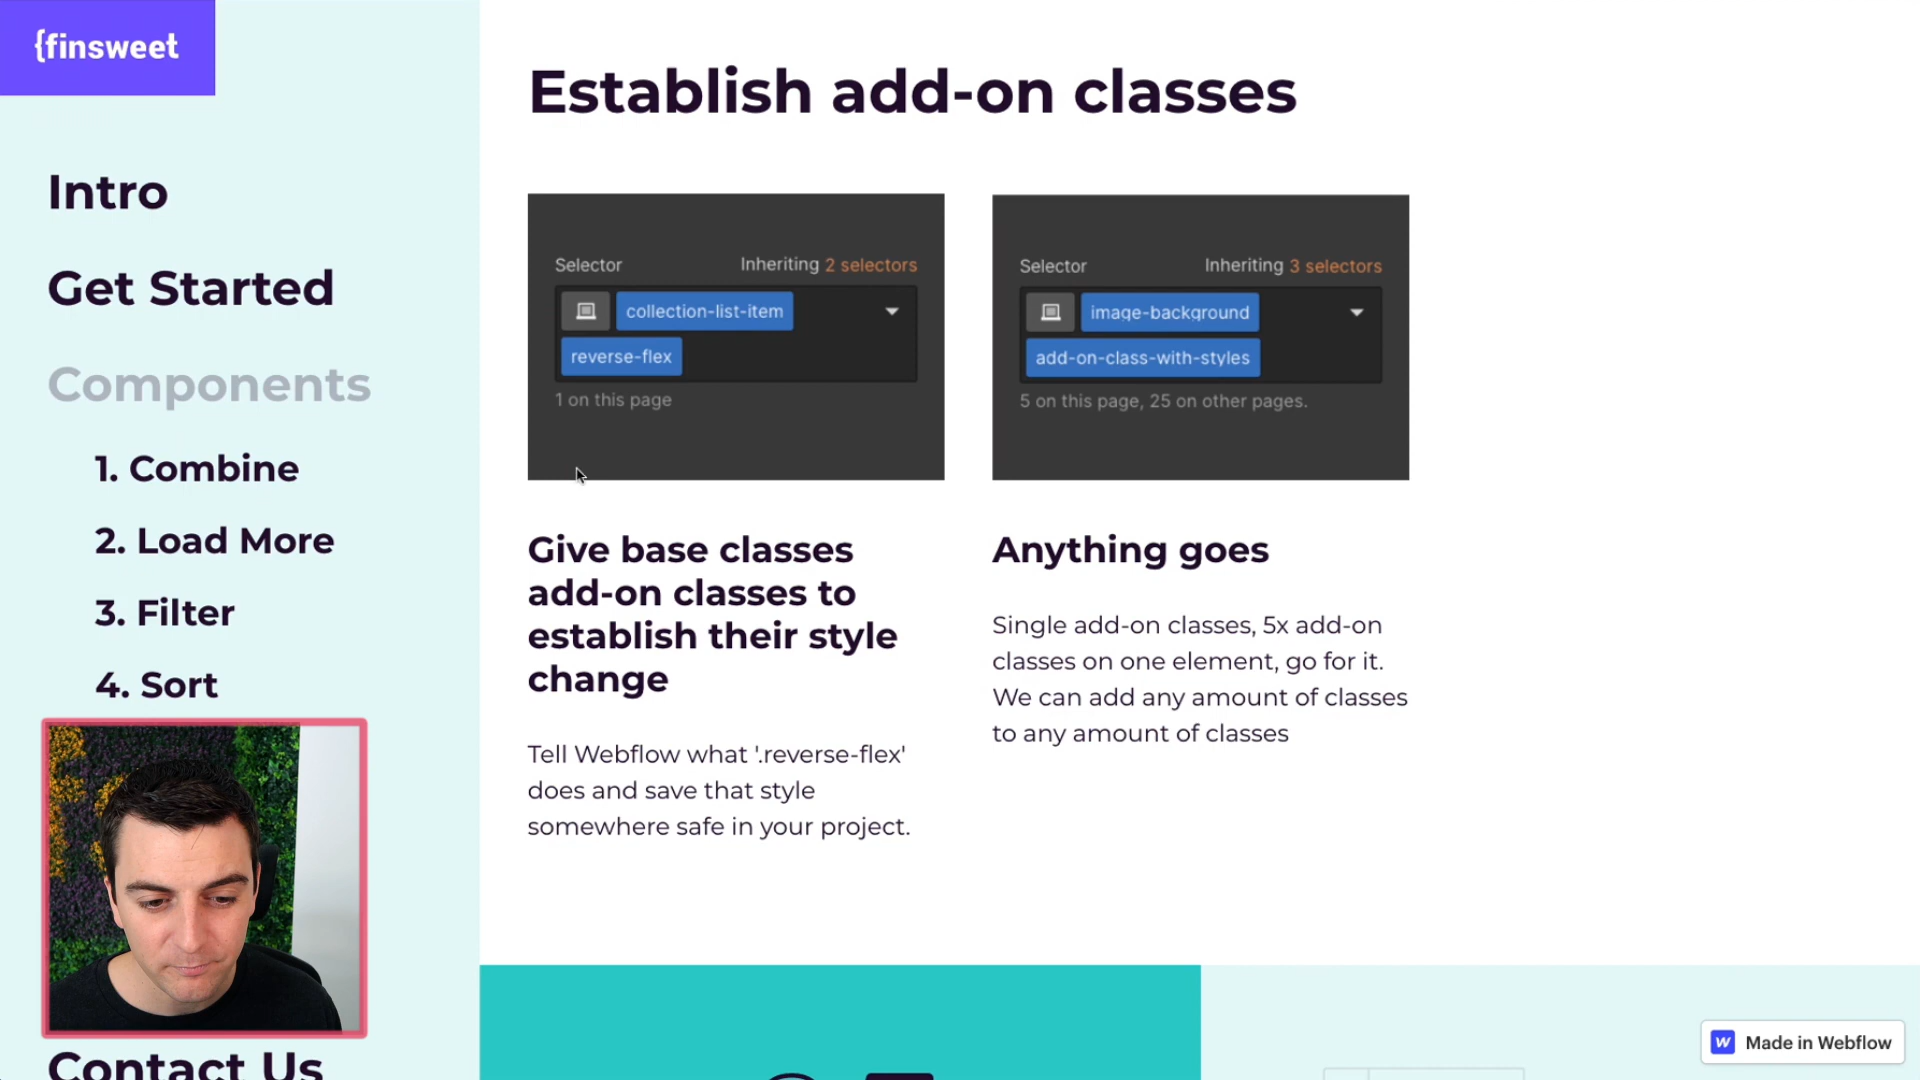 {finsweet
Intro
Get Started
Components
1. Combine
2. Load More
3. Filter
4. Sort
Contact Us
Establish add-on classes
Selector Inheriting 2 selectors
collection-list-item
reverse-flex
1 on this page
Give base classes
add-on classes to
establish their style
change
Tell Webflow what '.reverse-flex'
does and save that style
somewhere safe in your project.
Selector Inheriting 3 selectors
image-background
add-on-class-with-styles
5 on this page, 25 on other pages.
Anything goes
Single add-on classes, 5x add-on
classes on one element, go for it.
We can add any amount of classes
to any amount of classes
W Made in Webflow